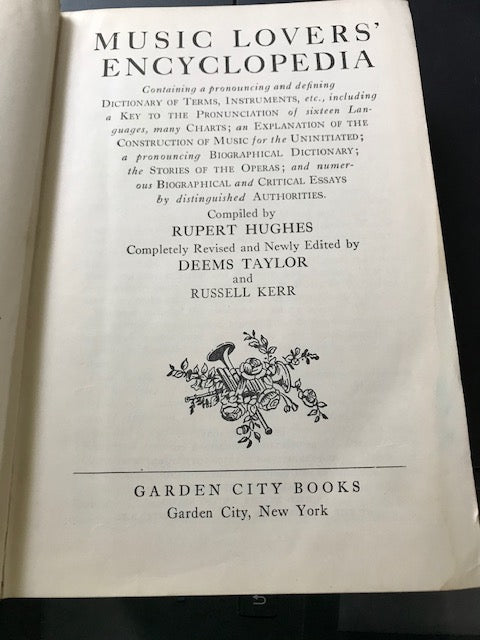 MUSIC LOVERS'
ENCYCLOPEDIA
Containing a pronouncing and defining
DICTIONARY OF TERMS, INSTRUMENTS, etc., including
a KEY TO THE PRONUNCIATION of sixteen Lan-
guages, many CHARTS; an EXPLANATION OF THE
CONSTRUCTION OF MUSIC for the UNINITIATED;
a pronouncing BIOGRAPHICAL DICTIONARY;
the STORIES OF THE OPERAS; and numer-
ous BIOGRAPHICAL and CRITICAL ESSAYS
by distinguished AUTHORITIES.
Compiled by
RUPERT HUGHES
Completely Revised and Newly Edited by
DEEMS TAYLOR
and
RUSSELL KERR
GARDEN CITY BOOKS
Garden City, New York